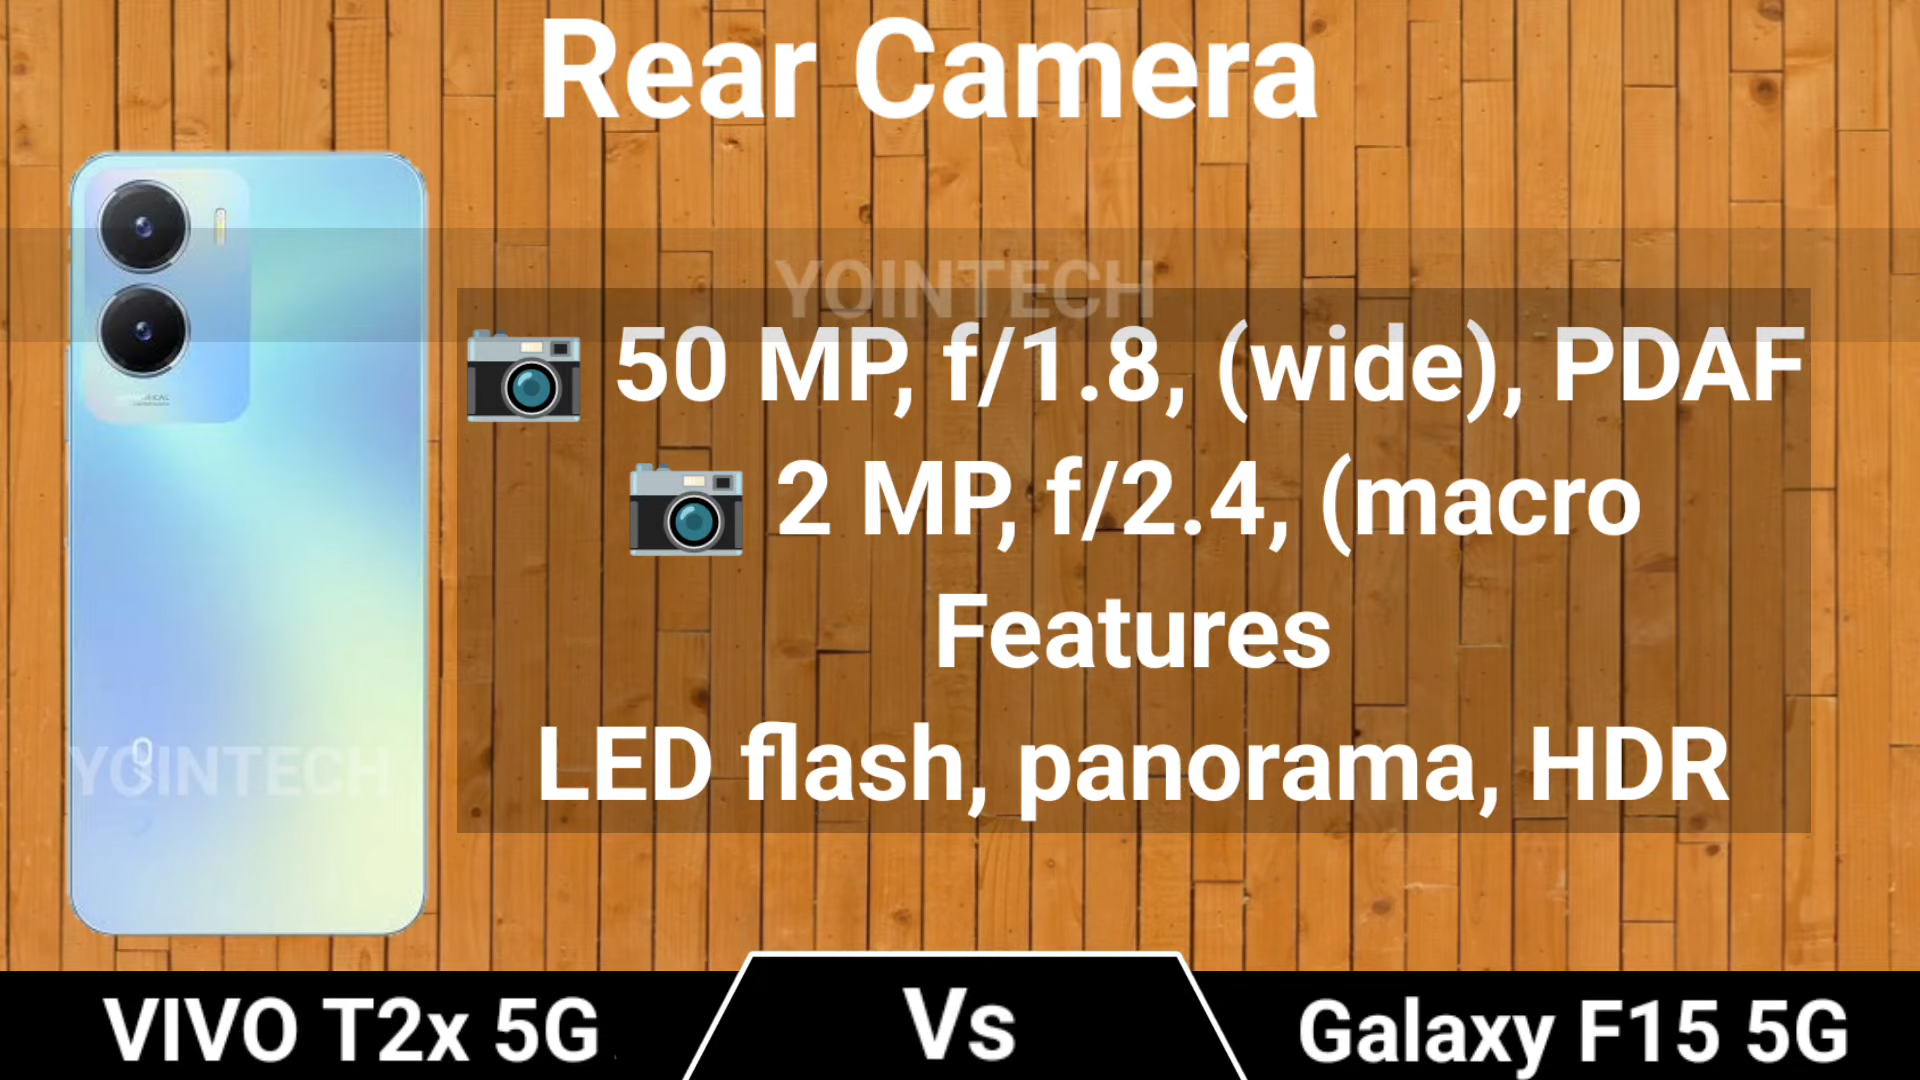 Rear Camera
YOINTECH
📷 50 MP, f/1.8, (wide), PDAF
📷 2 MP, f/2.4, (macro
Features
LED flash, panorama, HDR
YOINTECH
VIVO T2x 5G
Vs
Galaxy F15 5G